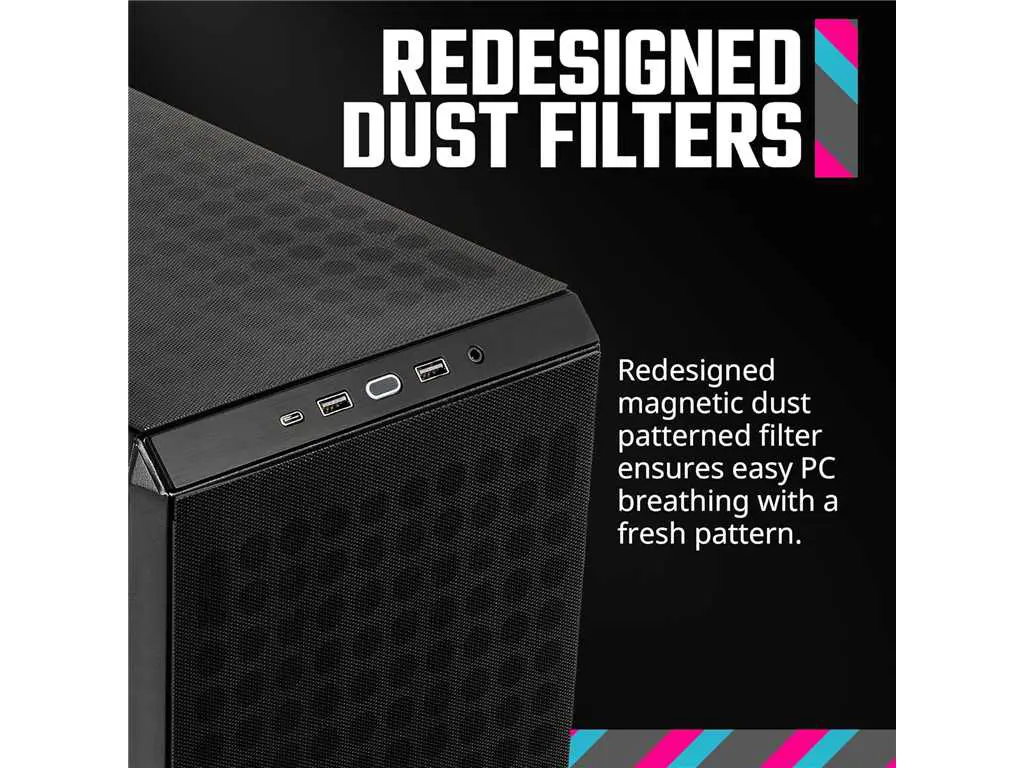 REDESIGNED
DUST FILTERS
Redesigned
magnetic dust
patterned filter
ensures easy PC
breathing with a
fresh pattern.